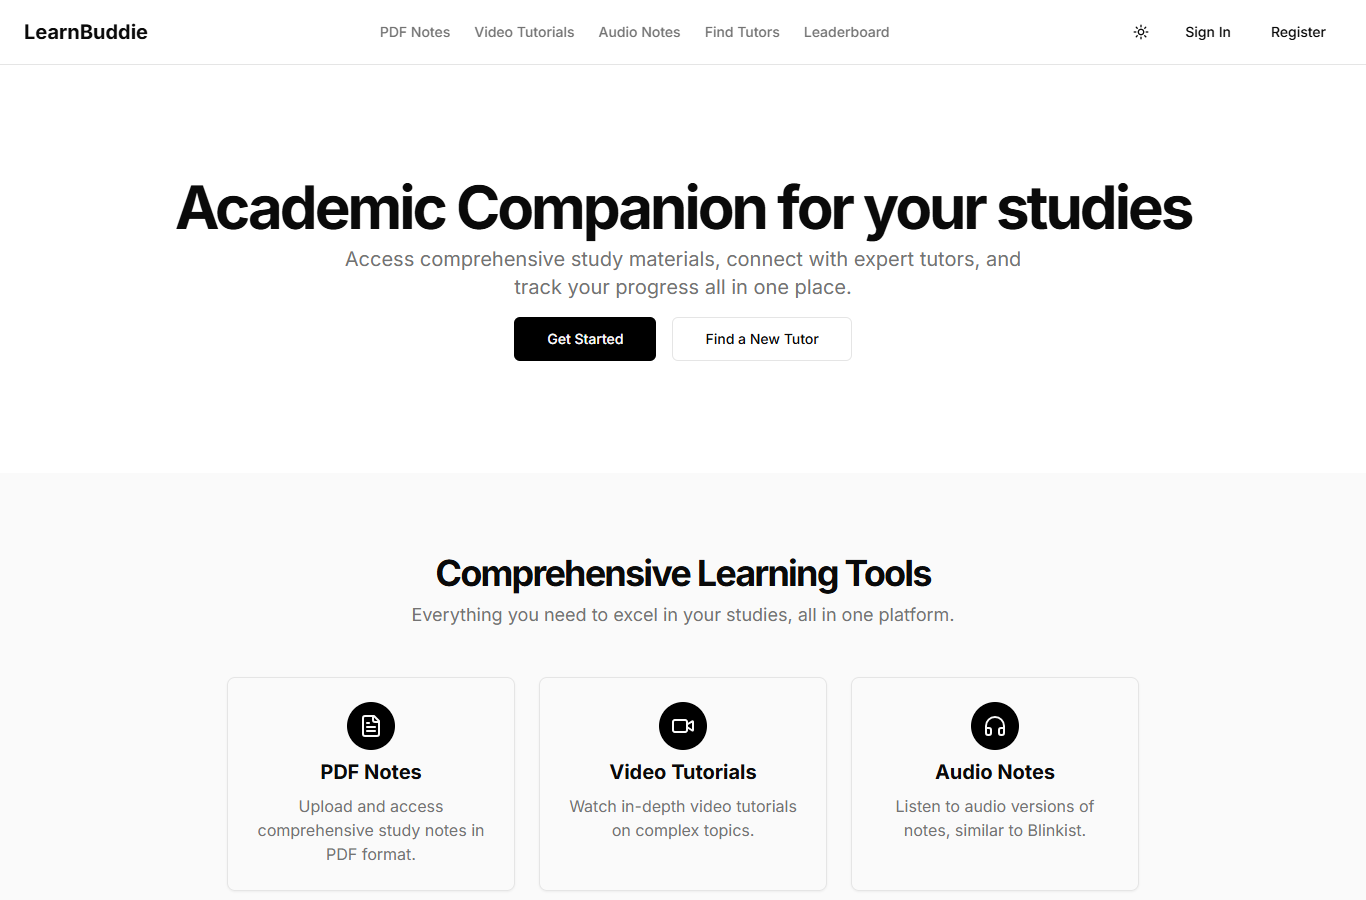 LearnBuddie
PDF Notes
Video Tutorials
Audio Notes
Find Tutors
Leaderboard
Sign In
Register
Academic Companion for your studies
Access comprehensive study materials, connect with expert tutors, and
track your progress all in one place.
Get Started
Find a New Tutor
Comprehensive Learning Tools
Everything you need to excel in your studies, all in one platform.
PDF Notes
Upload and access
comprehensive study notes in
PDF format.
Video Tutorials
Watch in-depth video tutorials
on complex topics.
Audio Notes
Listen to audio versions of
notes, similar to Blinkist.